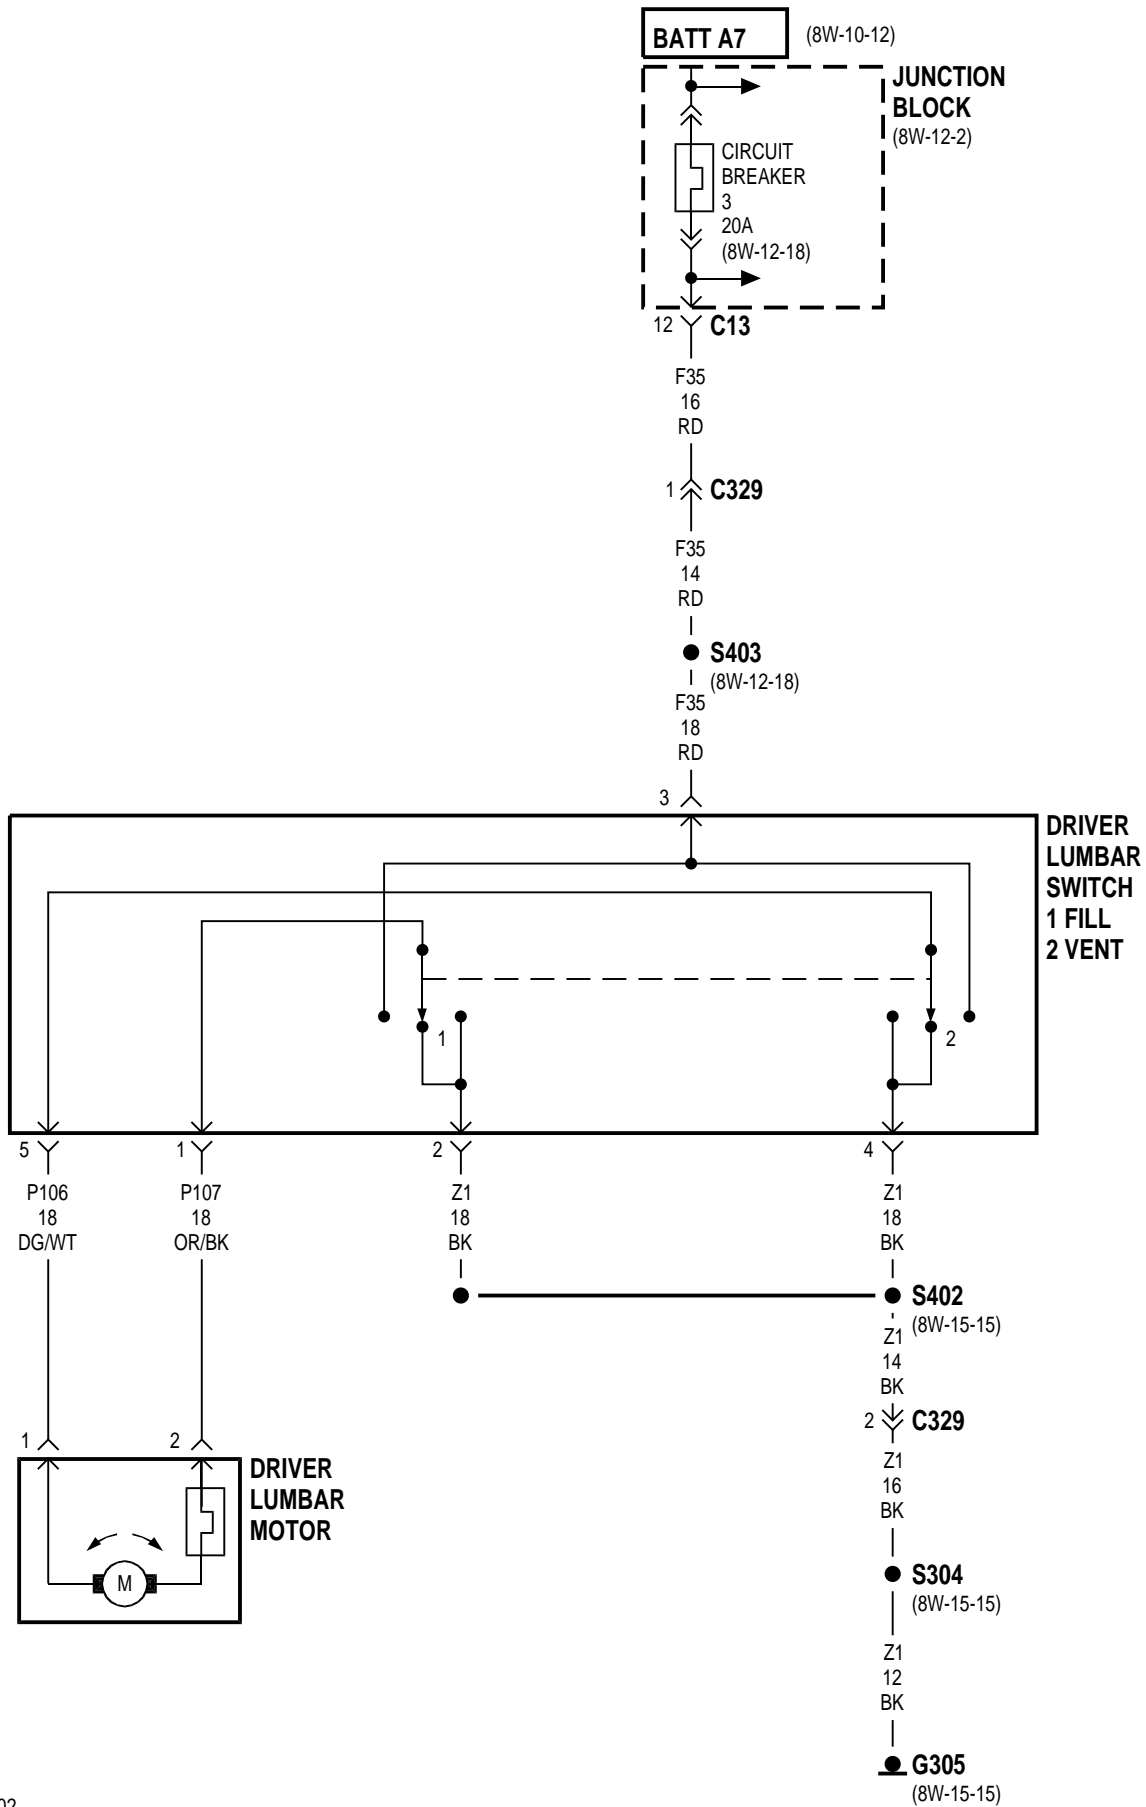 BATT A7
(8W-10-12)
JUNCTION
BLOCK
(8W-12-2)
CIRCUIT
BREAKER
3
20A
(8W-12-18)
12
C13
F35
16
RD
1
C329
F35
14
RD
S403
(8W-12-18)
F35
18
RD
3
DRIVER
LUMBAR
SWITCH
1 FILL
2 VENT
1
2
5
1
2
4
P106
18
DG/WT
P107
18
OR/BK
Z1
18
BK
Z1
18
BK
S402
(8W-15-15)
Z1
14
BK
2
C329
Z1
16
BK
1
2
DRIVER
LUMBAR
MOTOR
M
S304
(8W-15-15)
Z1
12
BK
G305
(8W-15-15)